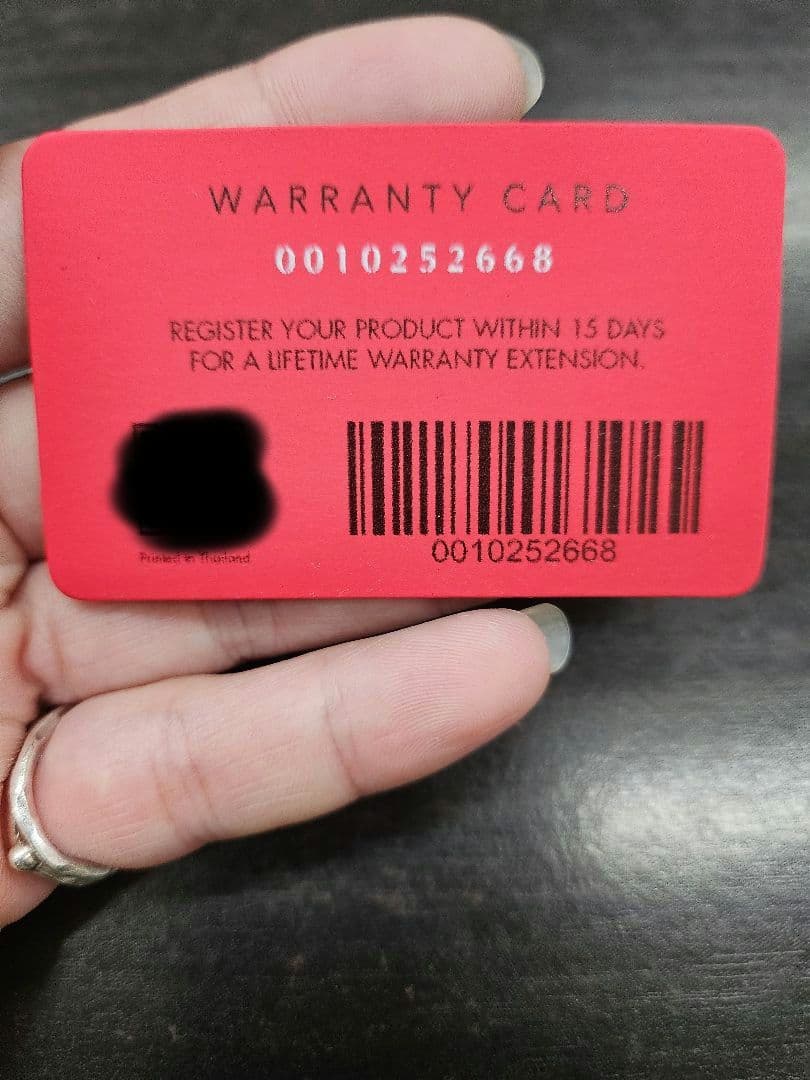 WARRANTY CARD
0010252668
REGISTER YOUR PRODUCT WITHIN 15 DAYS
FOR A LIFETIME WARRANTY EXTENSION.
Printed in Thailand
0010252668